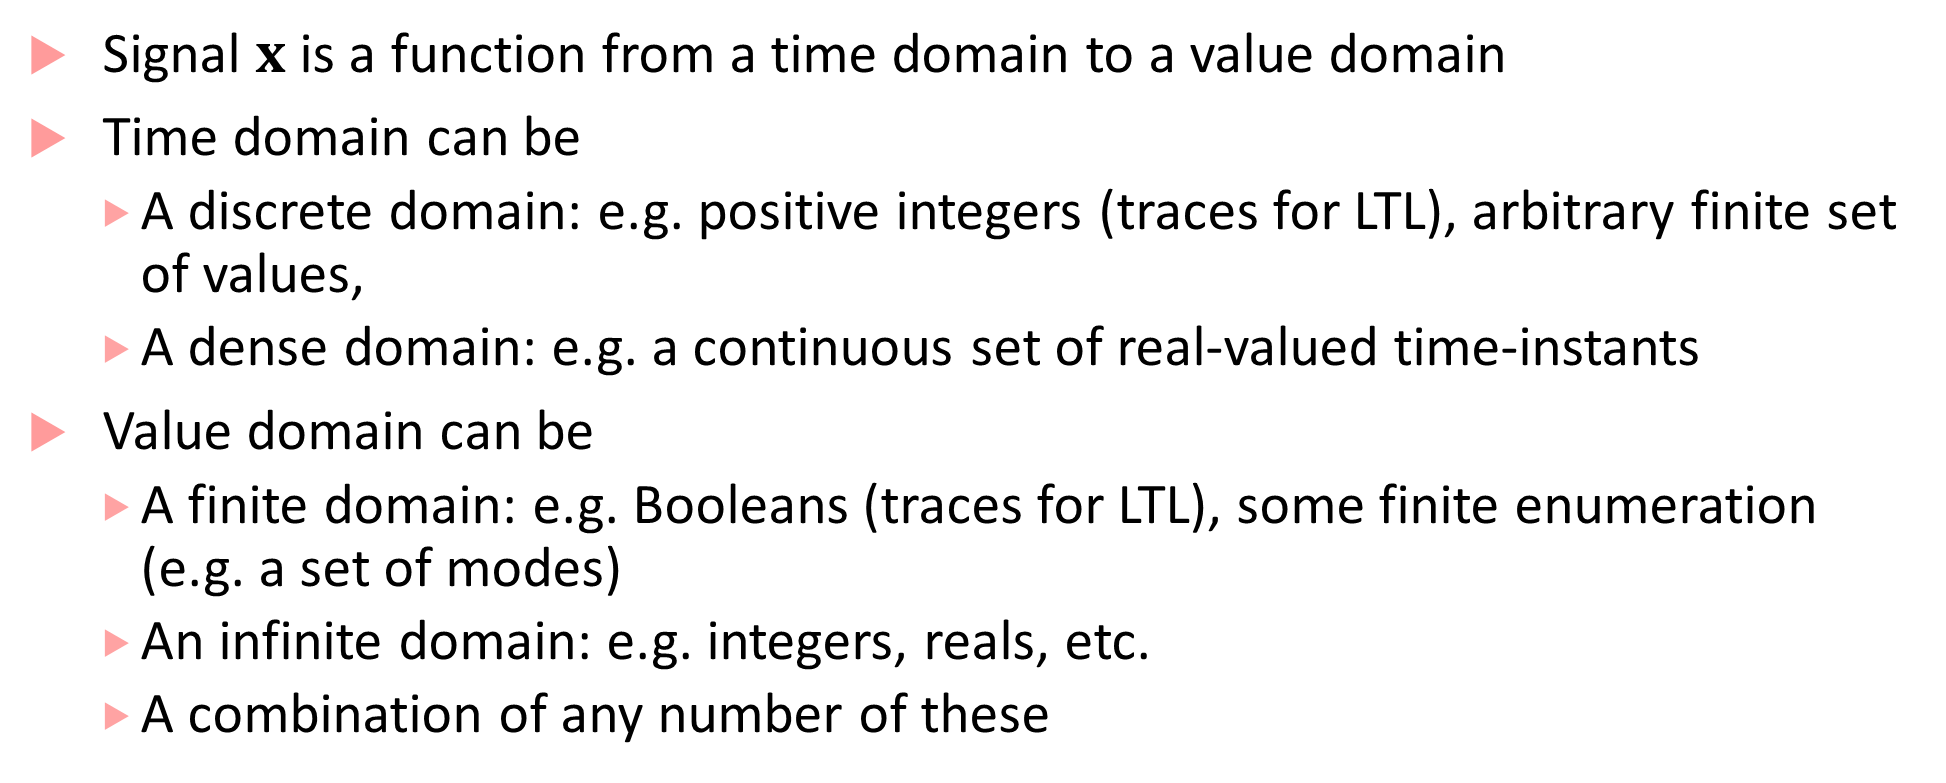 Signal x is a function from a time domain to a value domain
Time domain can be
A discrete domain: e.g. positive integers (traces for LTL), arbitrary finite set
of values,
A dense domain: e.g. a continuous set of real-valued time-instants
Value domain can be
A finite domain: e.g. Booleans (traces for LTL), some finite enumeration
(e.g. a set of modes)
An infinite domain: e.g. integers, reals, etc.
A combination of any number of these